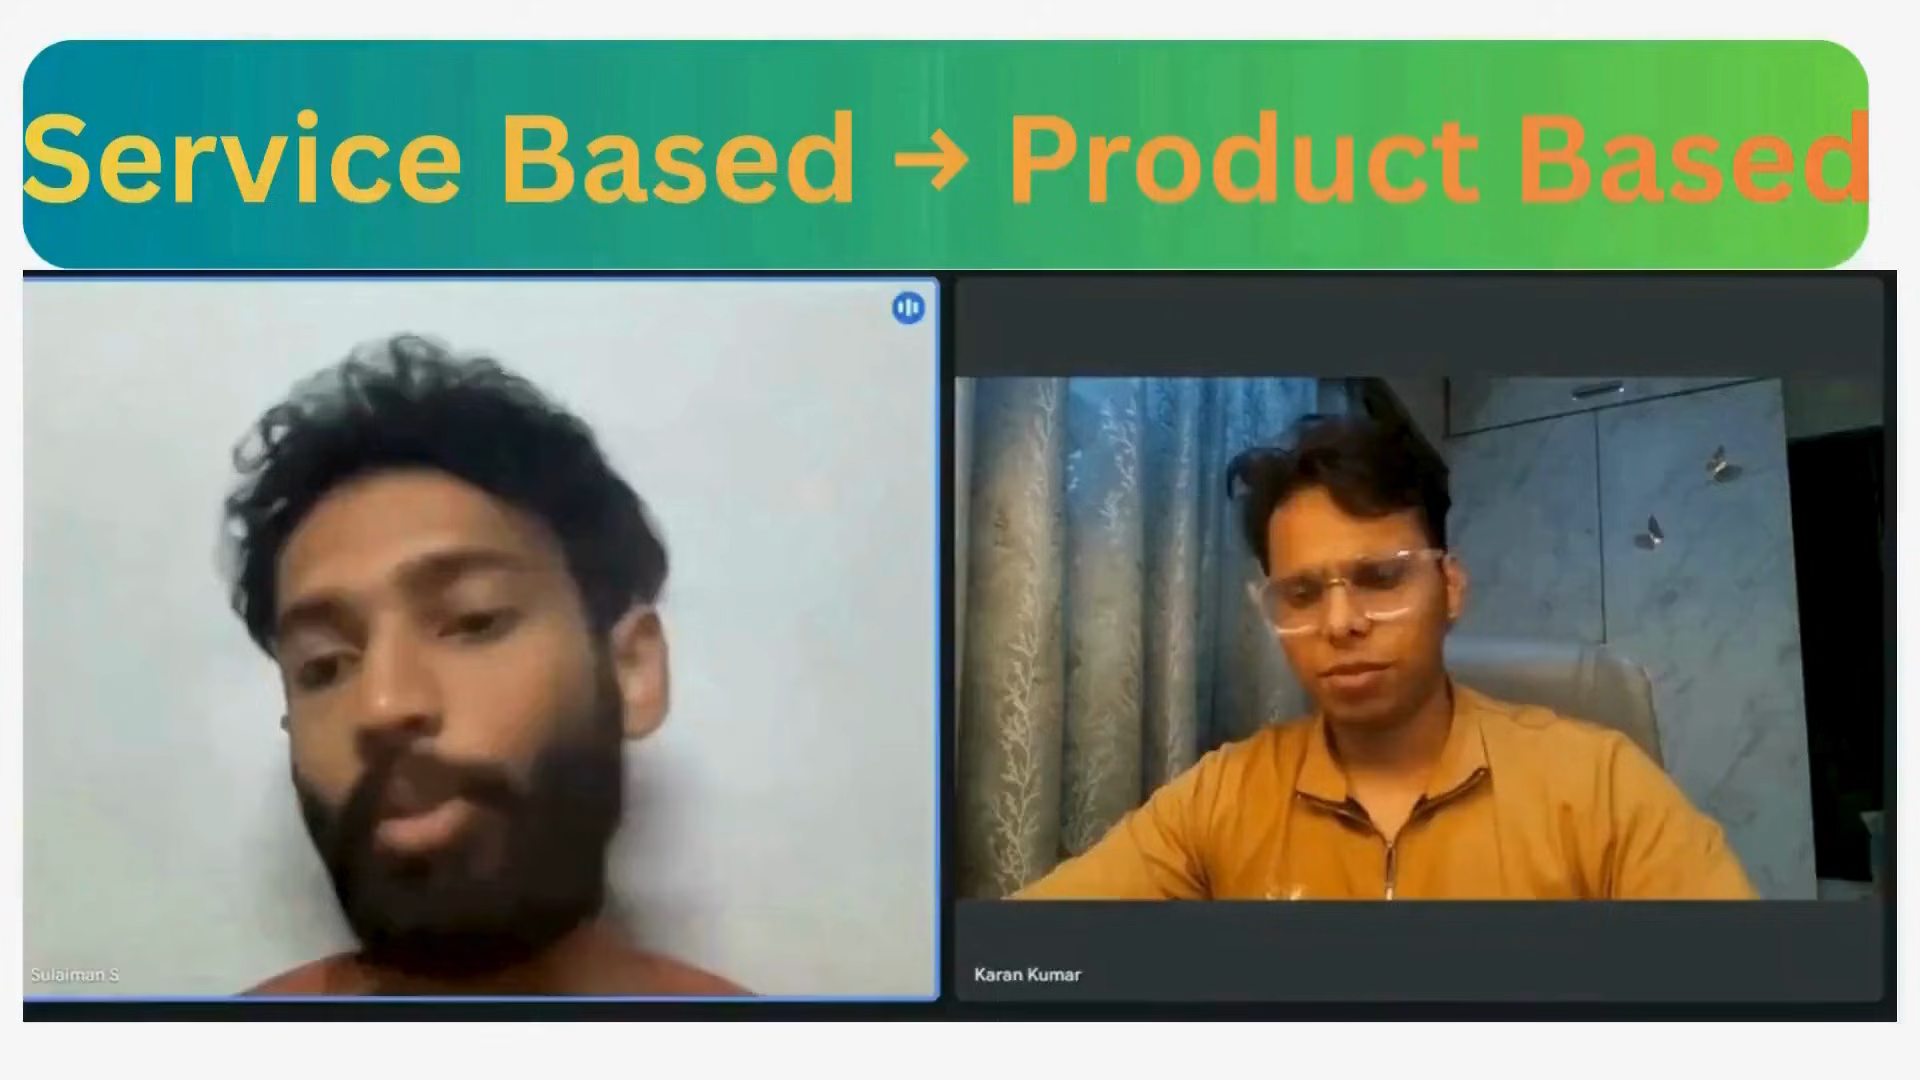 Service Based → Product Based
Sulaiman S
Karan Kumar